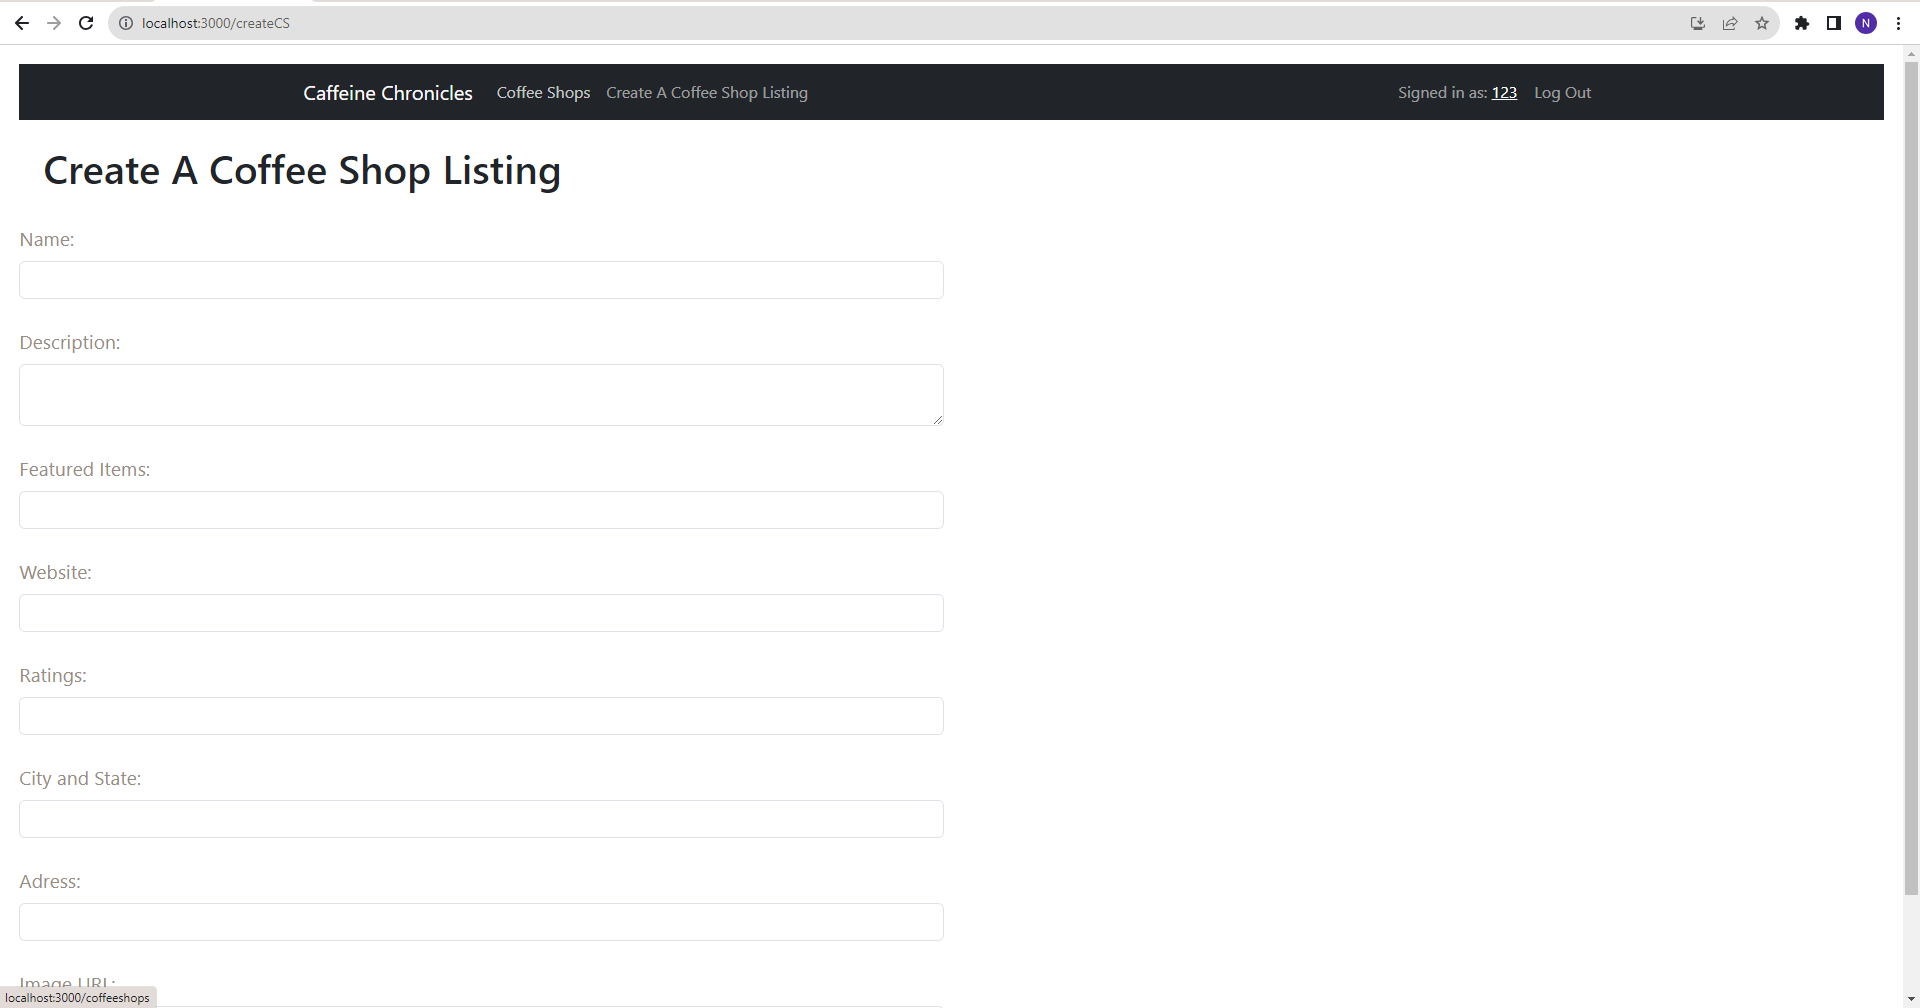 localhost:3000/createCS
N
Caffeine Chronicles Coffee Shops Create A Coffee Shop Listing Signed in as: 123 Log Out
Create A Coffee Shop Listing
Name:
Description:
Featured Items:
Website:
Ratings:
City and State:
Adress:
Image URL:
localhost:3000/coffeeshops